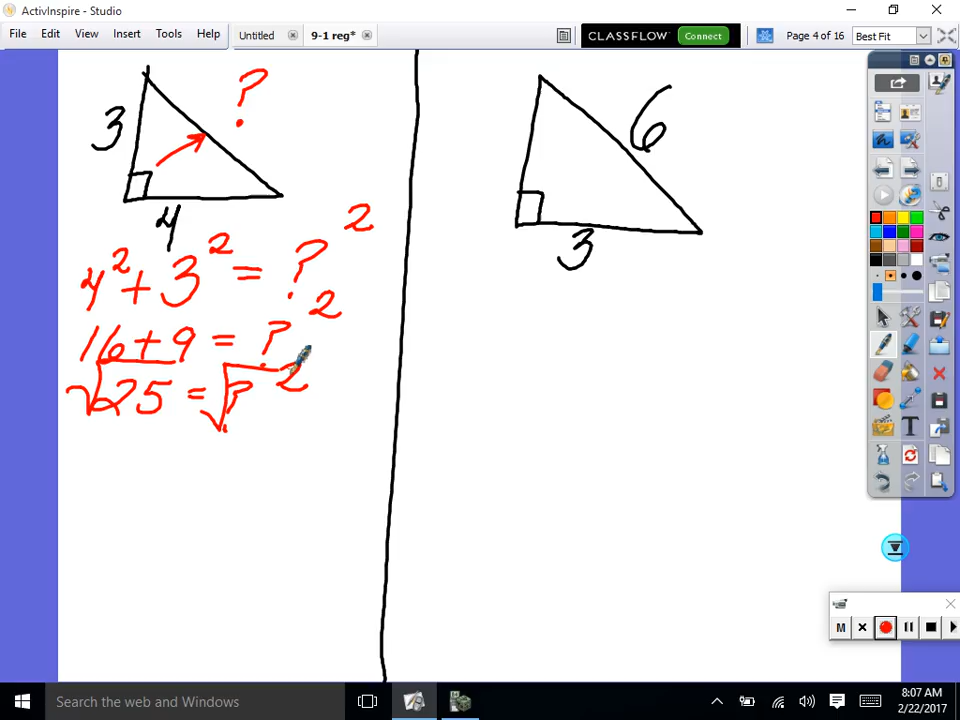 ActivInspire - Studio
File Edit View Insert Tools Help Untitled 9-1 reg* CLASSFLOW Connect Page 4 of 16 Best Fit
?
3
4
4² + 3² = ?²
16 + 9 = ?²
√25 = √?²
6
3
T
M
Search the web and Windows
8:07 AM
2/22/2017